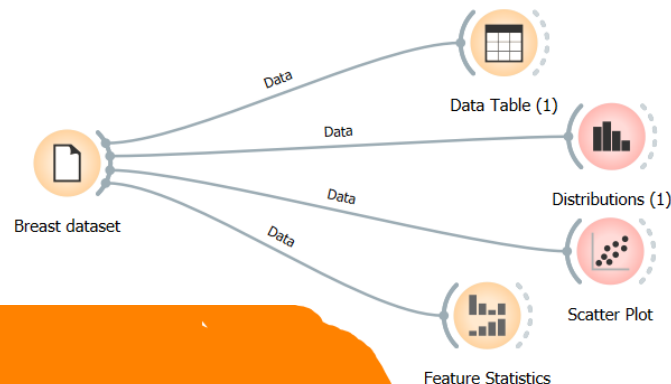 Data
Data Table (1)
Data
Distributions (1)
Breast dataset
Data
Data
Scatter Plot
Feature Statistics